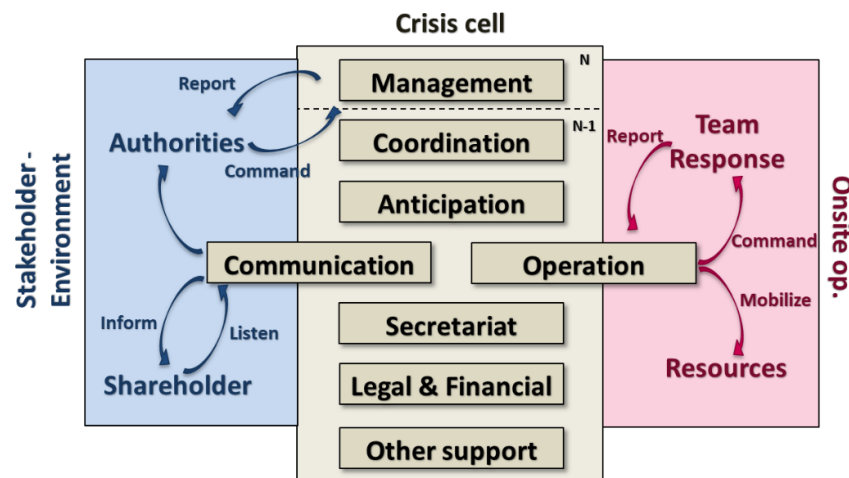 Crisis cell
N
Management
Report
Authorities
Command
N-1
Coordination
Anticipation
Team
Response
Report
Command
Communication
Operation
Stakeholder -
Environment
Onsite op.
Inform
Listen
Mobilize
Secretariat
Shareholder
Legal & Financial
Resources
Other support